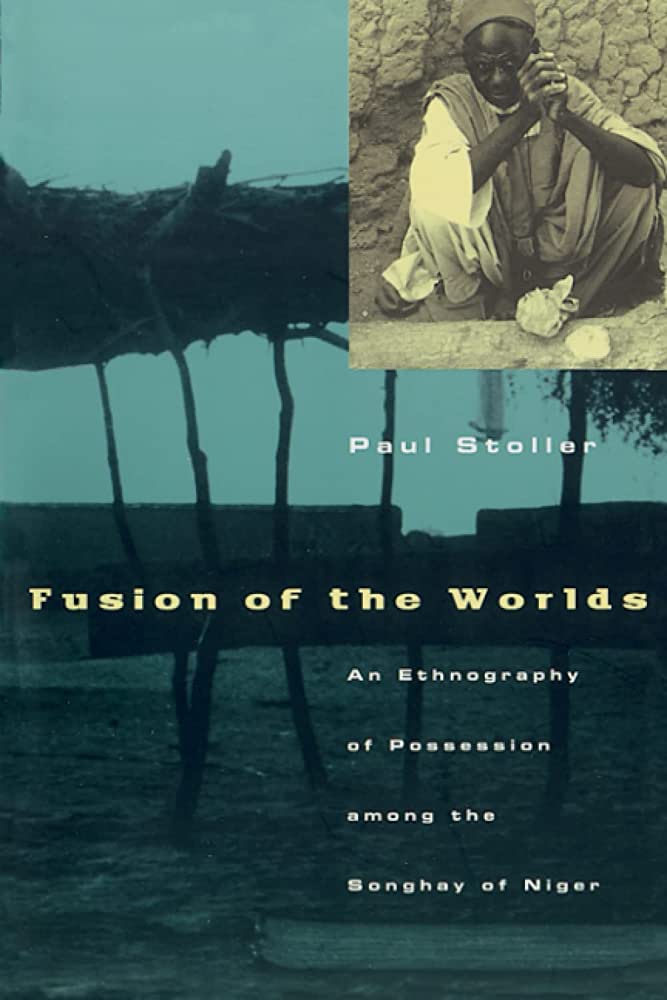 Paul Stoller
Fusion of the Worlds
An Ethnography
of Possession
among the
Songhay of Niger